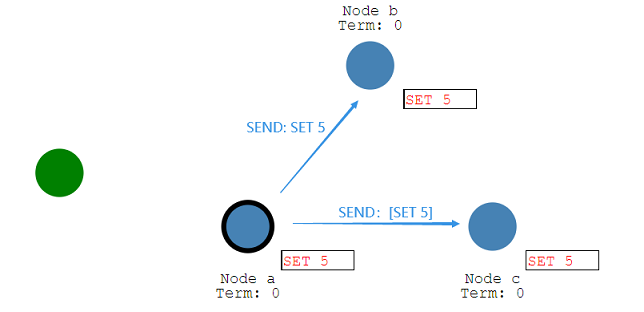 Node b
Term: 0
SET 5
SEND: SET 5
SEND: [SET 5]
SET 5
SET 5
Node a
Term: 0
Node c
Term: 0